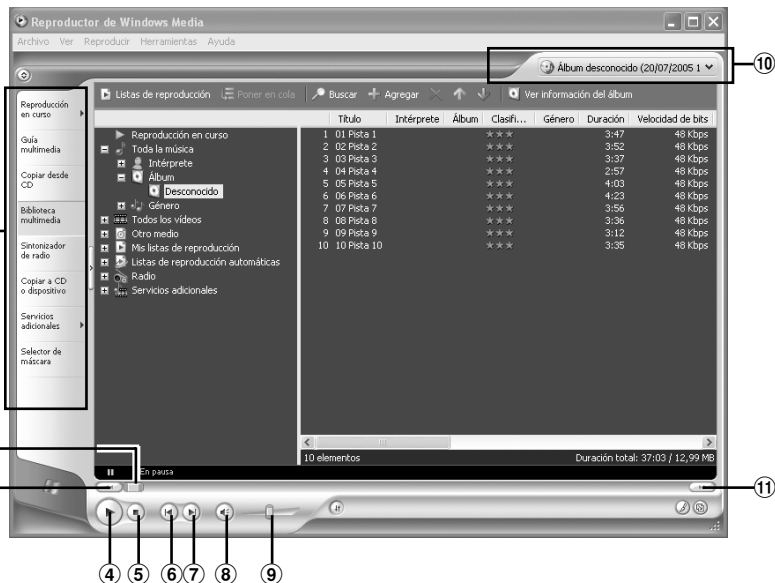 Reproductor de Windows Media
Archivo Ver Reproducir Herramientas Ayuda
Álbum desconocido (20/07/2005 1
⑩
Listas de reproducción Poner en cola Buscar Agregar Ver información del álbum
Reproducción en curso
Guía multimedia
Copiar desde CD
Biblioteca multimedia
Sintonizador de radio
Copiar a CD o dispositivo
Servicios adicionales
Selector de máscara
Reproducción en curso
Toda la música
Intérprete
Álbum
Desconocido
Género
Todos los vídeos
Otro medio
Mis listas de reproducción
Listas de reproducción automáticas
Radio
Servicios adicionales
Título Intérprete Álbum Clasifi... Género Duración Velocidad de bits
1 01 Pista 1 3:47 48 Kbps
2 02 Pista 2 3:52 48 Kbps
3 03 Pista 3 3:37 48 Kbps
4 04 Pista 4 2:57 48 Kbps
5 05 Pista 5 4:03 48 Kbps
6 06 Pista 6 4:23 48 Kbps
7 07 Pista 7 3:56 48 Kbps
8 08 Pista 8 3:36 48 Kbps
9 09 Pista 9 3:12 48 Kbps
10 10 Pista 10 3:35 48 Kbps
10 elementos Duración total: 37:03 / 12,99 MB
En pausa
⑪
④ ⑤ ⑥ ⑦ ⑧ ⑨